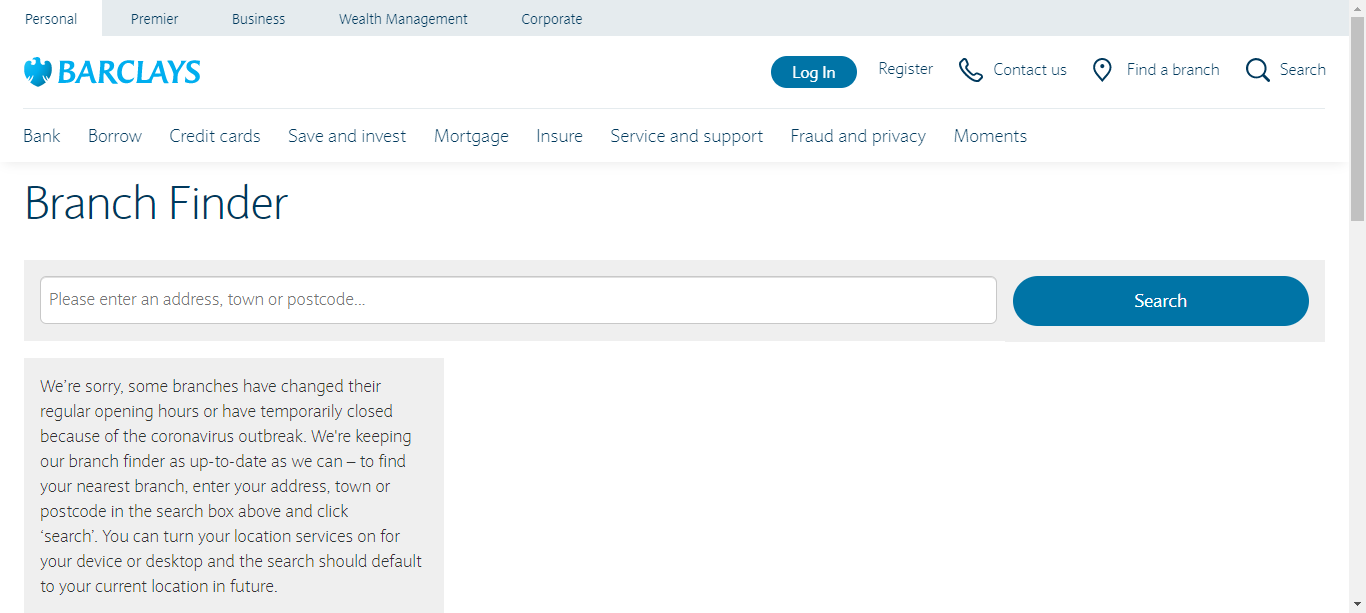 Personal Premier Business Wealth Management Corporate
BARCLAYS
Log In Register Contact us Find a branch Search
Bank Borrow Credit cards Save and invest Mortgage Insure Service and support Fraud and privacy Moments
Branch Finder
Please enter an address, town or postcode...
Search
We’re sorry, some branches have changed their
regular opening hours or have temporarily closed
because of the coronavirus outbreak. We're keeping
our branch finder as up-to-date as we can – to find
your nearest branch, enter your address, town or
postcode in the search box above and click
‘search’. You can turn your location services on for
your device or desktop and the search should default
to your current location in future.